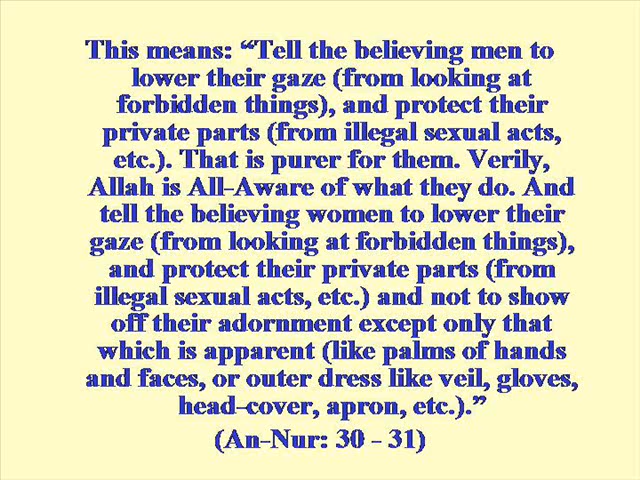 This means: “Tell the believing men to
lower their gaze (from looking at
forbidden things), and protect their
private parts (from illegal sexual acts,
etc.). That is purer for them. Verily,
Allah is All-Aware of what they do. And
tell the believing women to lower their
gaze (from looking at forbidden things),
and protect their private parts (from
illegal sexual acts, etc.) and not to show
off their adornment except only that
which is apparent (like palms of hands
and faces, or outer dress like veil, gloves,
head-cover, apron, etc.).”
(An-Nur: 30 - 31)